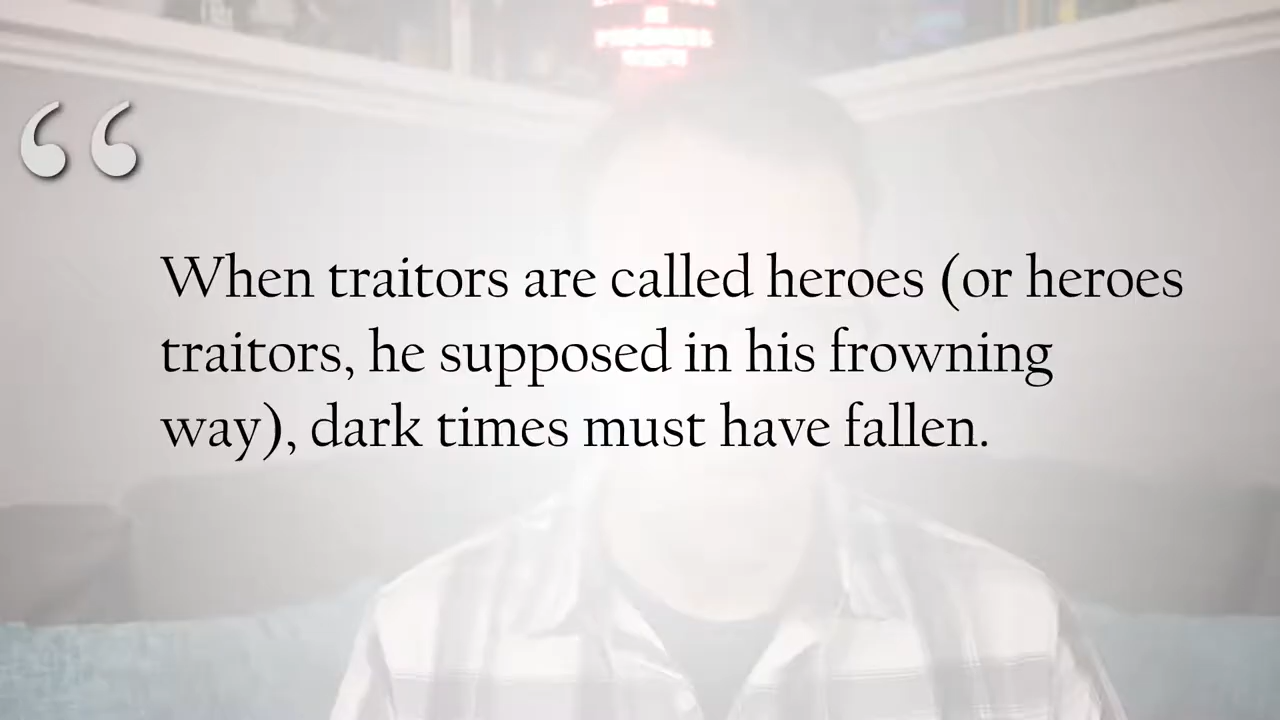 “
When traitors are called heroes (or heroes
traitors, he supposed in his frowning
way), dark times must have fallen.